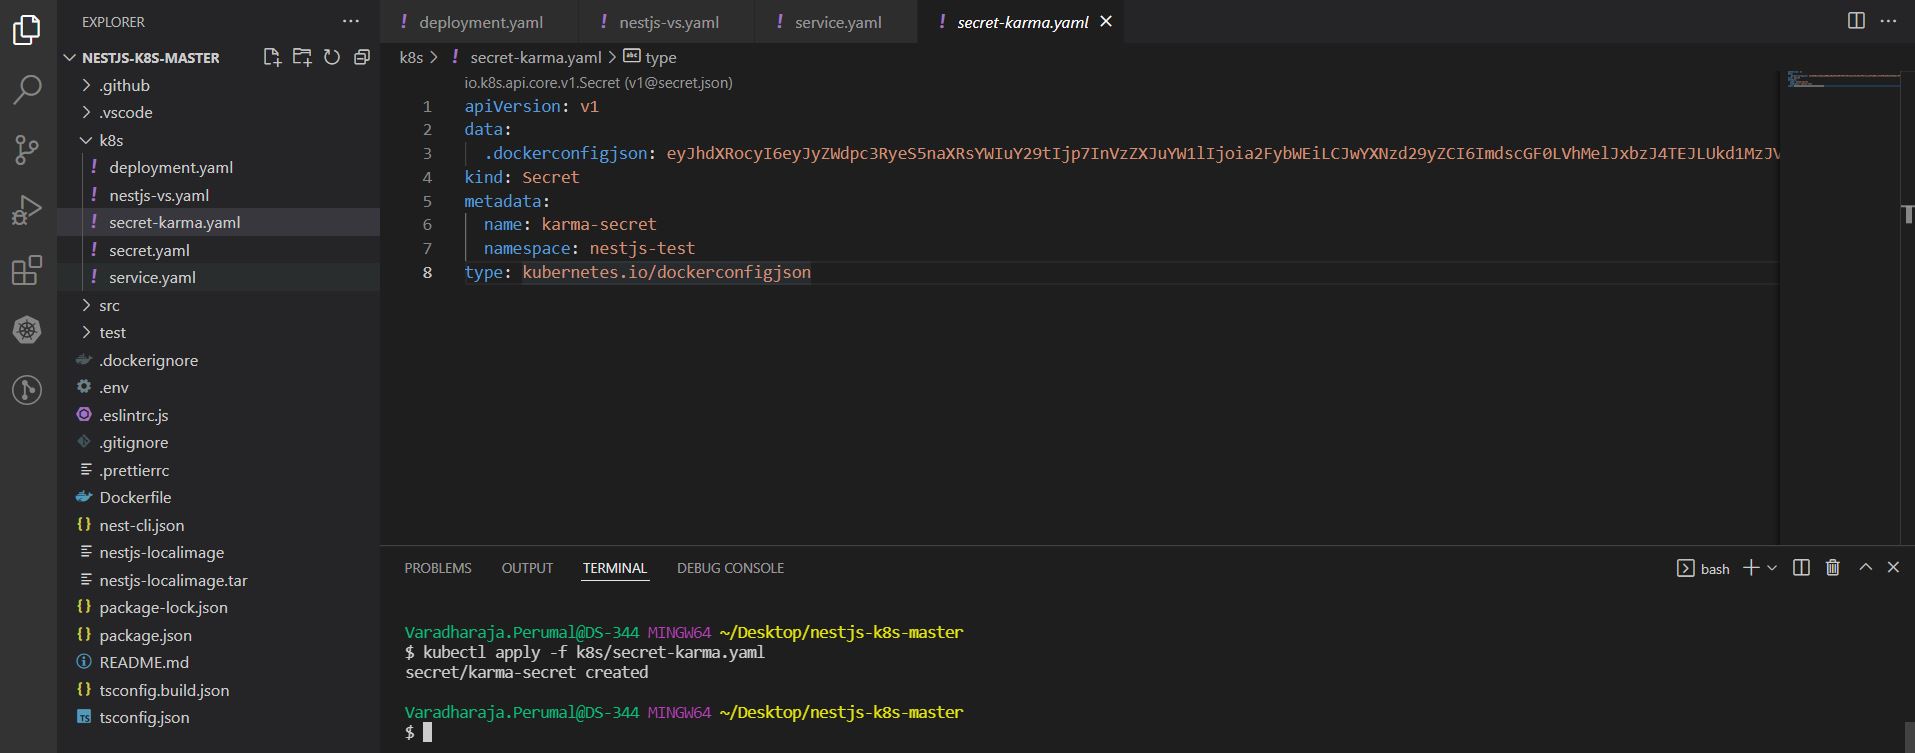 EXPLORER
NESTJS-K8S-MASTER
.github
.vscode
k8s
deployment.yaml
nestjs-vs.yaml
secret-karma.yaml
secret.yaml
service.yaml
src
test
.dockerignore
.env
.eslintrc.js
.gitignore
.prettierrc
Dockerfile
nest-cli.json
nestjs-localimage
nestjs-localimage.tar
package-lock.json
package.json
README.md
tsconfig.build.json
tsconfig.json
deployment.yaml nestjs-vs.yaml service.yaml secret-karma.yaml
k8s > secret-karma.yaml > type
io.k8s.api.core.v1.Secret (v1@secret.json)
1 apiVersion: v1
2 data:
3 .dockerconfigjson:
4 kind: Secret
5 metadata:
6 name: karma-secret
7 namespace: nestjs-test
8 type: kubernetes.io/dockerconfigjson
PROBLEMS OUTPUT TERMINAL DEBUG CONSOLE bash
Varadharaja.Perumal@DS-344 MINGW64 ~/Desktop/nestjs-k8s-master
$ kubectl apply -f k8s/secret-karma.yaml
secret/karma-secret created
Varadharaja.Perumal@DS-344 MINGW64 ~/Desktop/nestjs-k8s-master
$